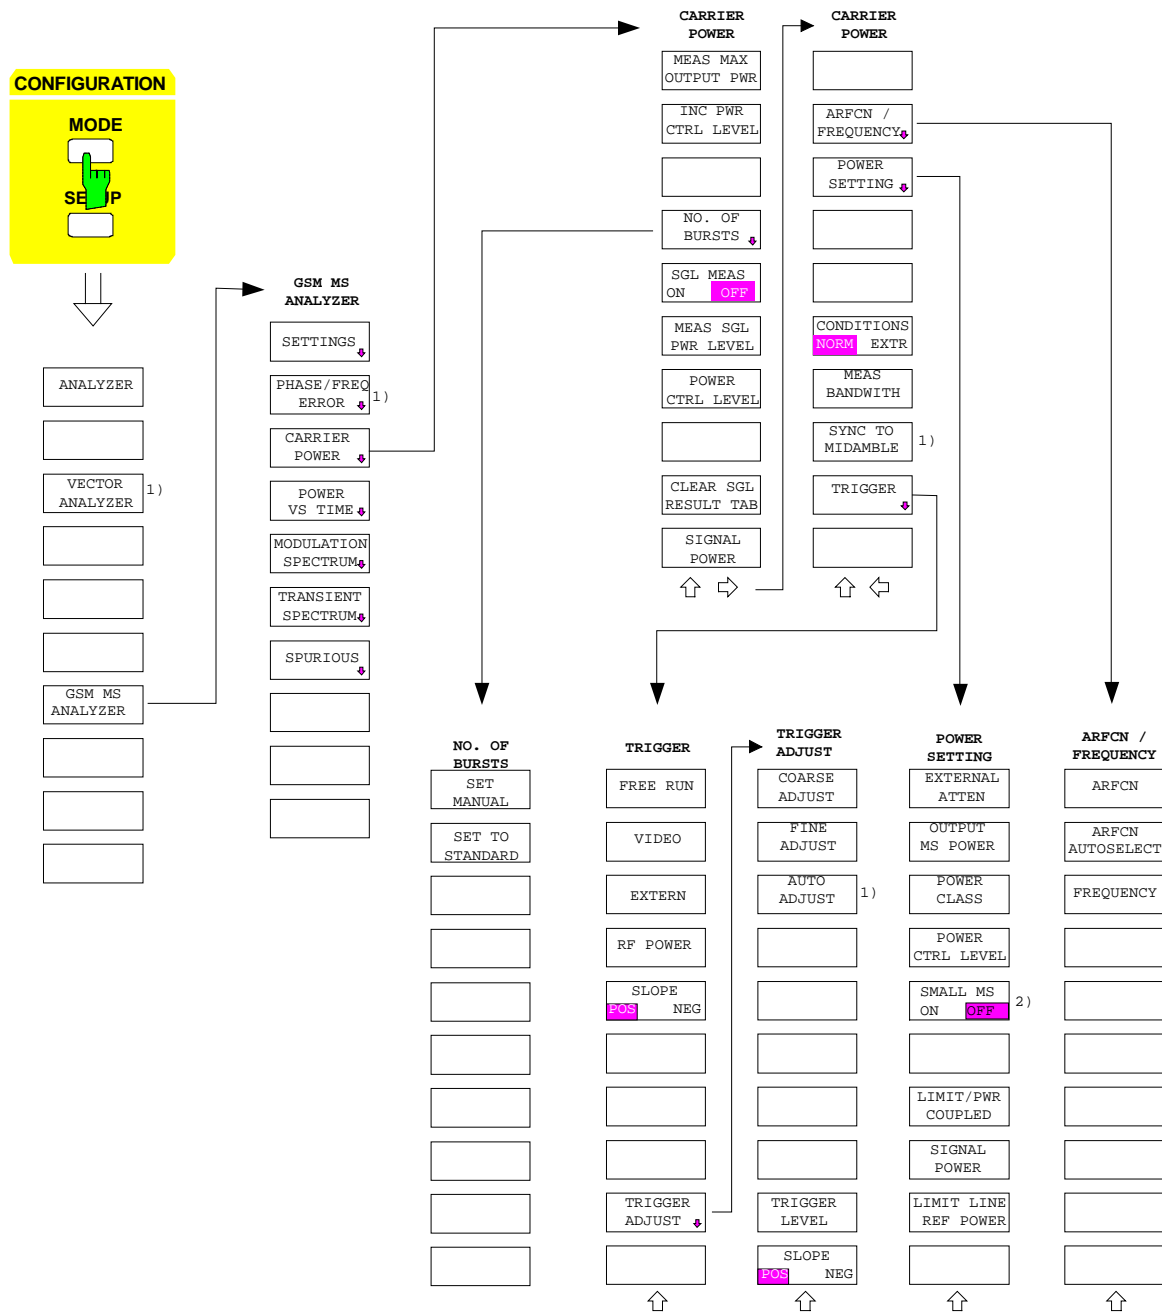 CONFIGURATION
MODE
SETUP
ANALYZER
VECTOR
ANALYZER
1)
GSM MS
ANALYZER
GSM MS
ANALYZER
SETTINGS
PHASE/FREQ
ERROR
1)
CARRIER
POWER
POWER
VS TIME
MODULATION
SPECTRUM
TRANSIENT
SPECTRUM
SPURIOUS
CARRIER
POWER
MEAS MAX
OUTPUT PWR
INC PWR
CTRL LEVEL
NO. OF
BURSTS
SGL MEAS
ON OFF
MEAS SGL
PWR LEVEL
POWER
CTRL LEVEL
CLEAR SGL
RESULT TAB
SIGNAL
POWER
CARRIER
POWER
ARFCN /
FREQUENCY
POWER
SETTING
CONDITIONS
NORM EXTR
MEAS
BANDWITH
SYNC TO
MIDAMBLE
1)
TRIGGER
NO. OF
BURSTS
SET
MANUAL
SET TO
STANDARD
TRIGGER
FREE RUN
VIDEO
EXTERN
RF POWER
SLOPE
POS NEG
TRIGGER
ADJUST
TRIGGER
ADJUST
COARSE
ADJUST
FINE
ADJUST
AUTO
ADJUST
1)
TRIGGER
LEVEL
SLOPE
POS NEG
POWER
SETTING
EXTERNAL
ATTEN
OUTPUT
MS POWER
POWER
CLASS
POWER
CTRL LEVEL
SMALL MS
ON OFF
2)
LIMIT/PWR
COUPLED
SIGNAL
POWER
LIMIT LINE
REF POWER
ARFCN /
FREQUENCY
ARFCN
ARFCN
AUTOSELECT
FREQUENCY